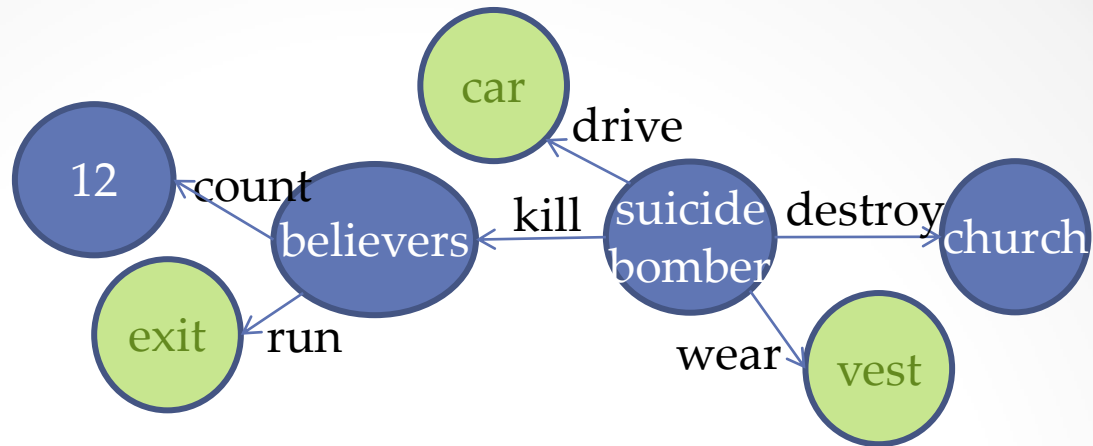 car
drive
12
count
believers
kill
suicide
bomber
destroy
church
exit
run
wear
vest